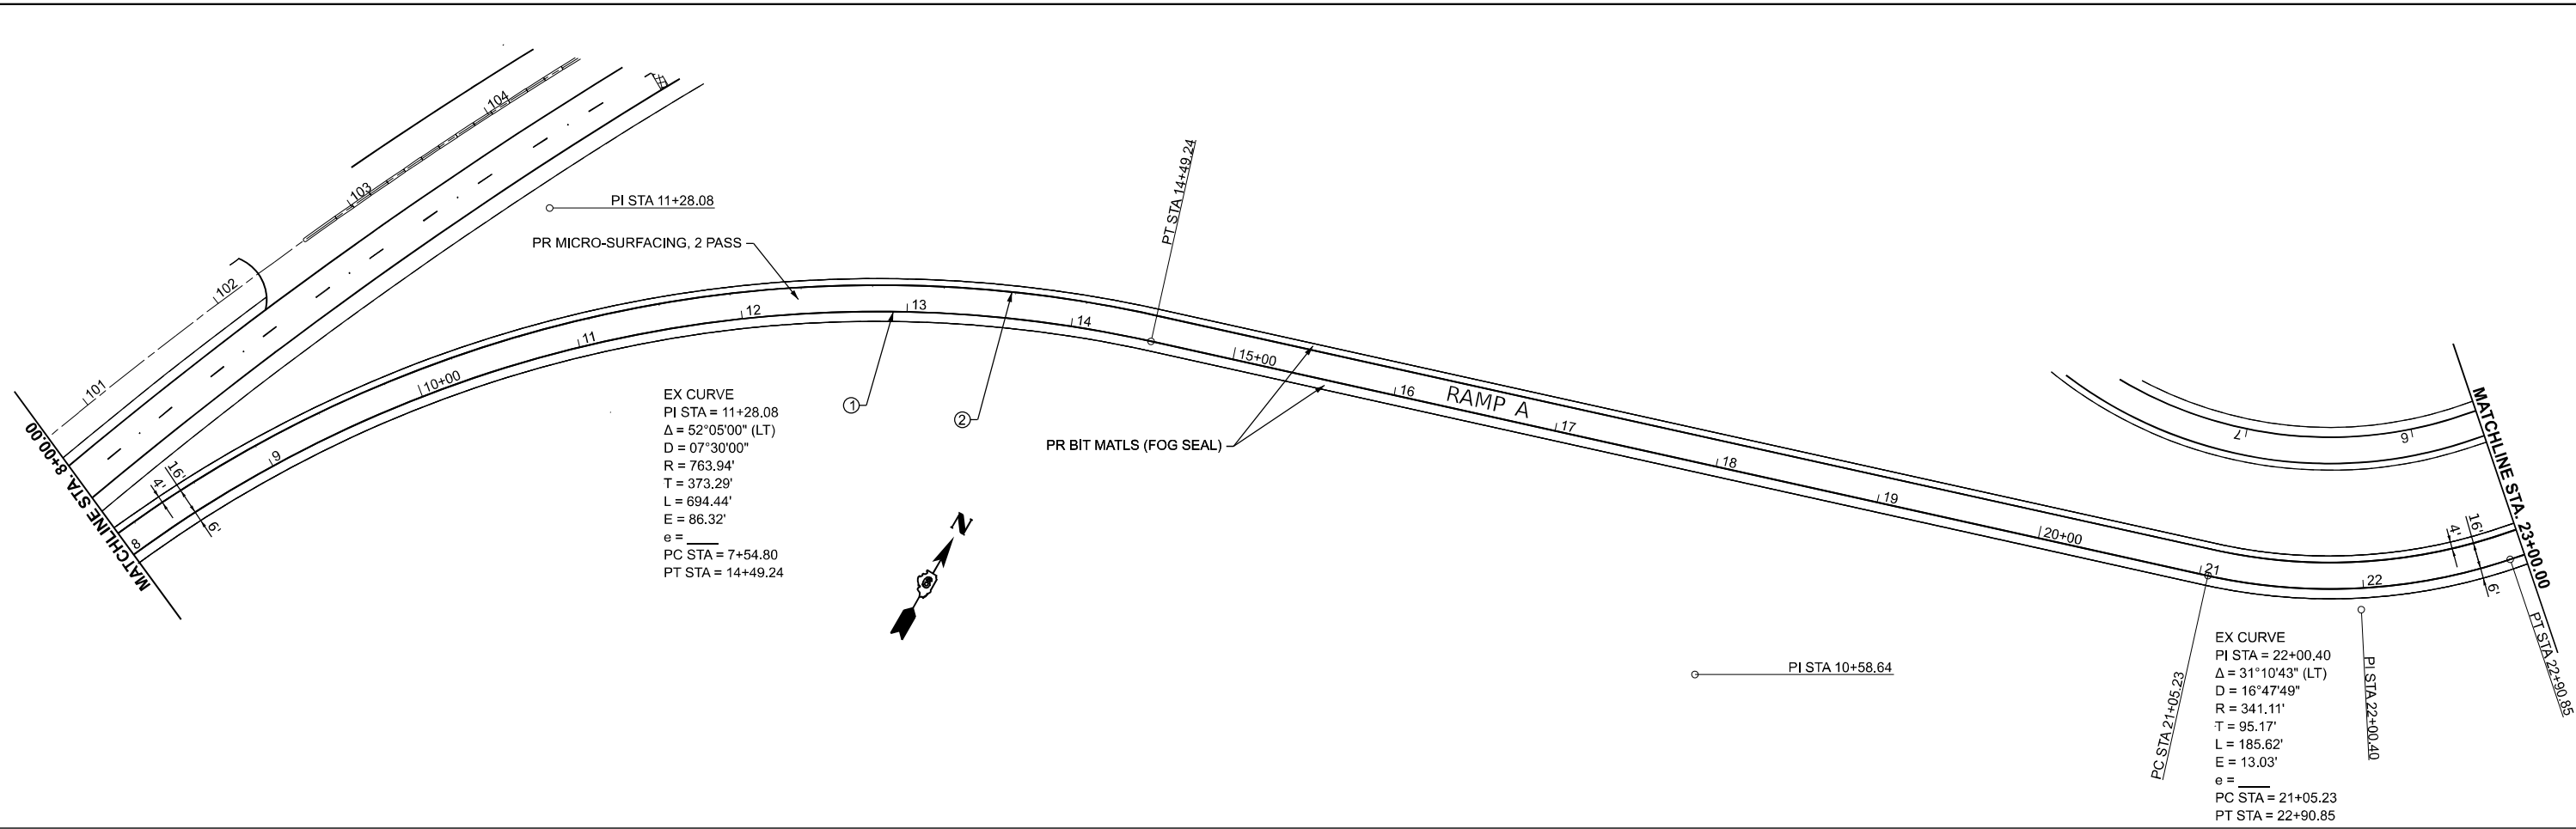 104
103
102
101
PI STA 11+28.08
PR MICRO-SURFACING, 2 PASS
PT STA 14+49.24
8
9
10+00
11
12
13
14
15+00
16
17
18
19
20+00
21
22
RAMP A
16'
4'
6'
MATCHLINE STA. 8+00.00
1
2
PR BIT MATLS (FOG SEAL)
EX CURVE
PI STA = 11+28.08
Δ = 52°05'00" (LT)
D = 07°30'00"
R = 763.94'
T = 373.29'
L = 694.44'
E = 86.32'
e = ____
PC STA = 7+54.80
PT STA = 14+49.24
N
7
6
MATCHLINE STA. 23+00.00
16'
4'
6'
PI STA 10+58.64
PC STA 21+05.23
PI STA 22+00.40
PT STA 22+90.85
EX CURVE
PI STA = 22+00.40
Δ = 31°10'43" (LT)
D = 16°47'49"
R = 341.11'
T = 95.17'
L = 185.62'
E = 13.03'
e = ____
PC STA = 21+05.23
PT STA = 22+90.85